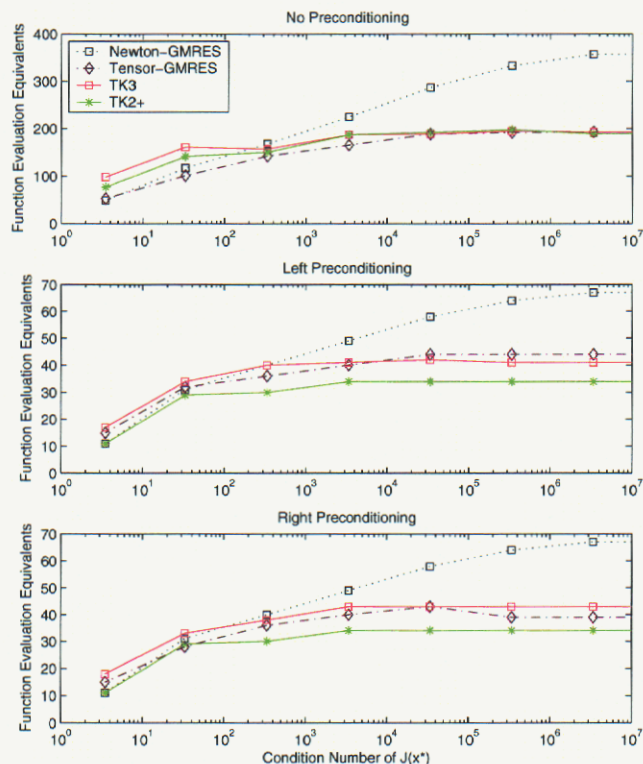 No Preconditioning
Function Evaluation Equivalents
400
300
200
100
0
Newton-GMRES
Tensor-GMRES
TK3
TK2+
10^0 10^1 10^2 10^3 10^4 10^5 10^6 10^7
Left Preconditioning
Function Evaluation Equivalents
70
60
50
40
30
20
10
0
10^0 10^1 10^2 10^3 10^4 10^5 10^6 10^7
Right Preconditioning
Function Evaluation Equivalents
70
60
50
40
30
20
10
0
10^0 10^1 10^2 10^3 10^4 10^5 10^6 10^7
Condition Number of J(x*)